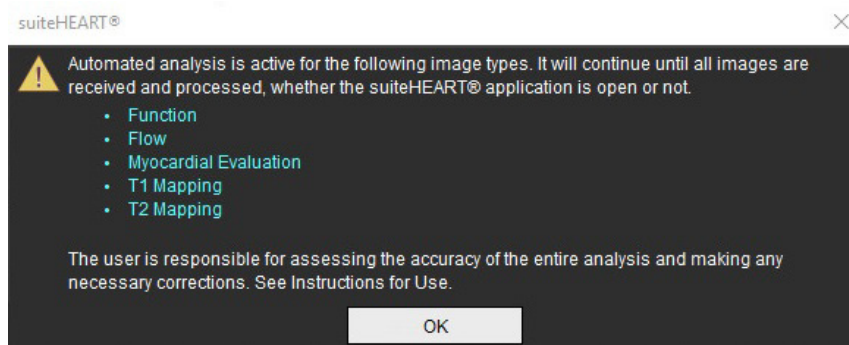 suiteHEART®
Automated analysis is active for the following image types. It will continue until all images are
received and processed, whether the suiteHEART® application is open or not.
• Function
• Flow
• Myocardial Evaluation
• T1 Mapping
• T2 Mapping
The user is responsible for assessing the accuracy of the entire analysis and making any
necessary corrections. See Instructions for Use.
OK